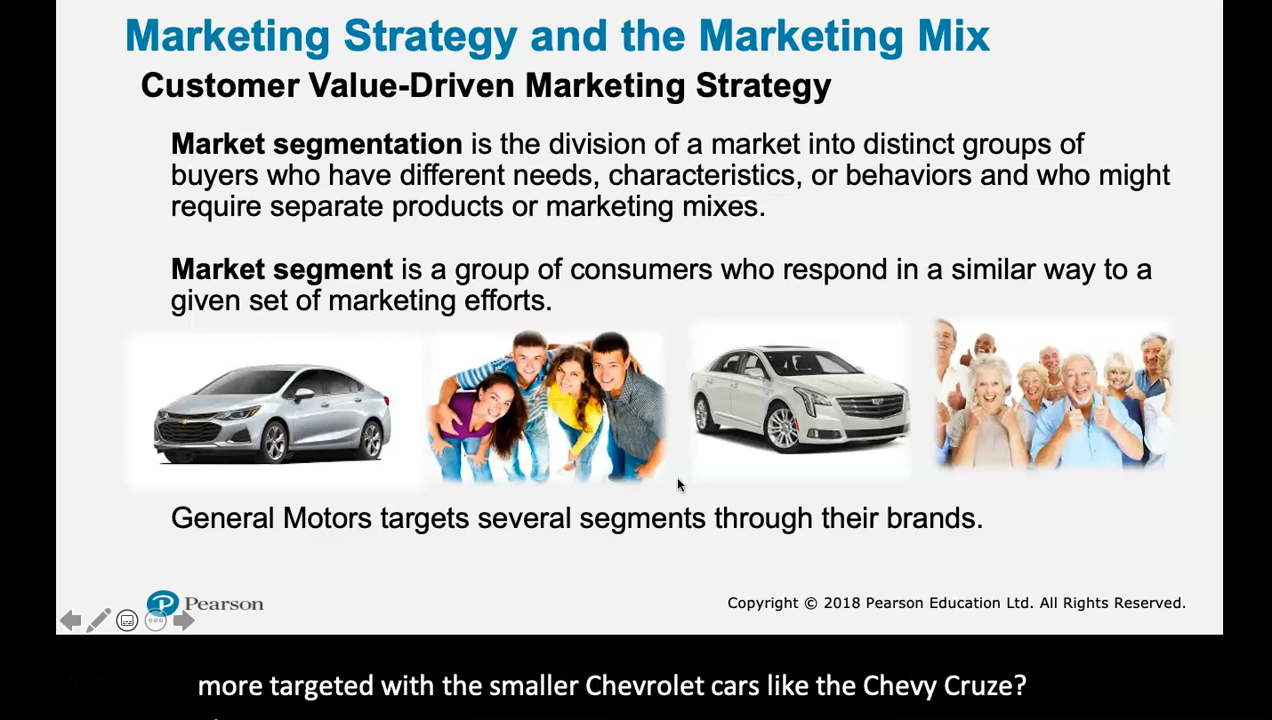 Marketing Strategy and the Marketing Mix
Customer Value-Driven Marketing Strategy
Market segmentation is the division of a market into distinct groups of
buyers who have different needs, characteristics, or behaviors and who might
require separate products or marketing mixes.
Market segment is a group of consumers who respond in a similar way to a
given set of marketing efforts.
General Motors targets several segments through their brands.
Pearson
Copyright © 2018 Pearson Education Ltd. All Rights Reserved.
more targeted with the smaller Chevrolet cars like the Chevy Cruze?